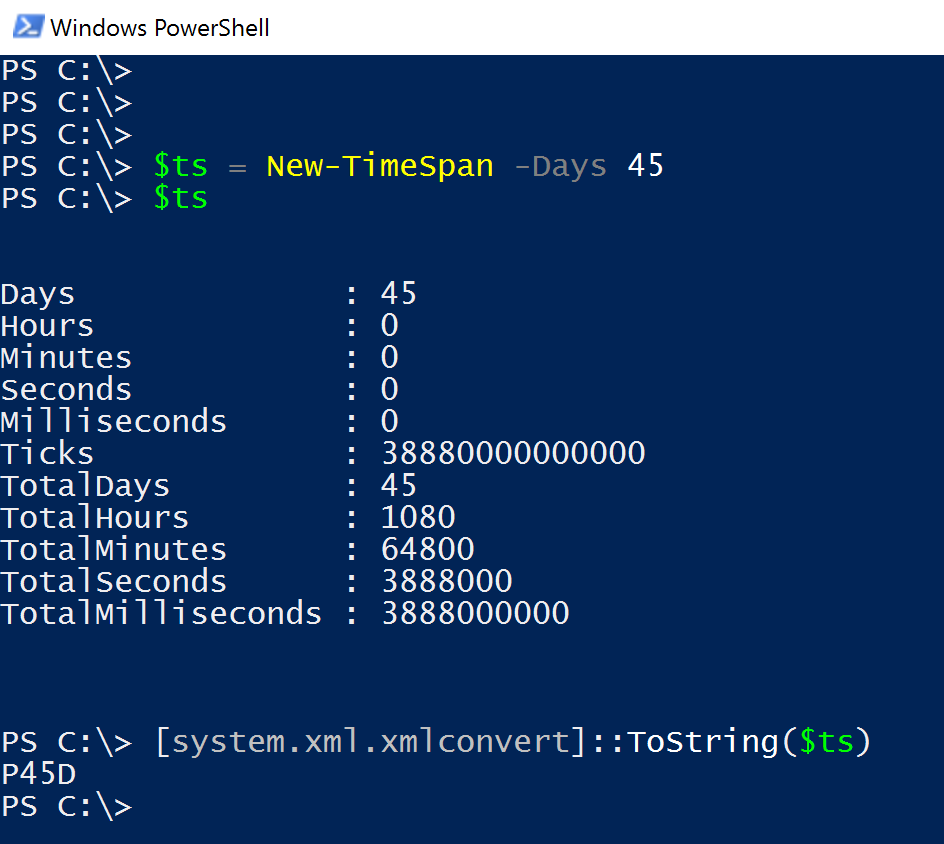 Windows PowerShell
PS C:\>
PS C:\>
PS C:\>
PS C:\> $ts = New-TimeSpan -Days 45
PS C:\> $ts
Days              : 45
Hours             : 0
Minutes           : 0
Seconds           : 0
Milliseconds      : 0
Ticks             : 38880000000000
TotalDays         : 45
TotalHours        : 1080
TotalMinutes      : 64800
TotalSeconds      : 3888000
TotalMilliseconds : 3888000000
PS C:\> [system.xml.xmlconvert]::ToString($ts)
P45D
PS C:\>